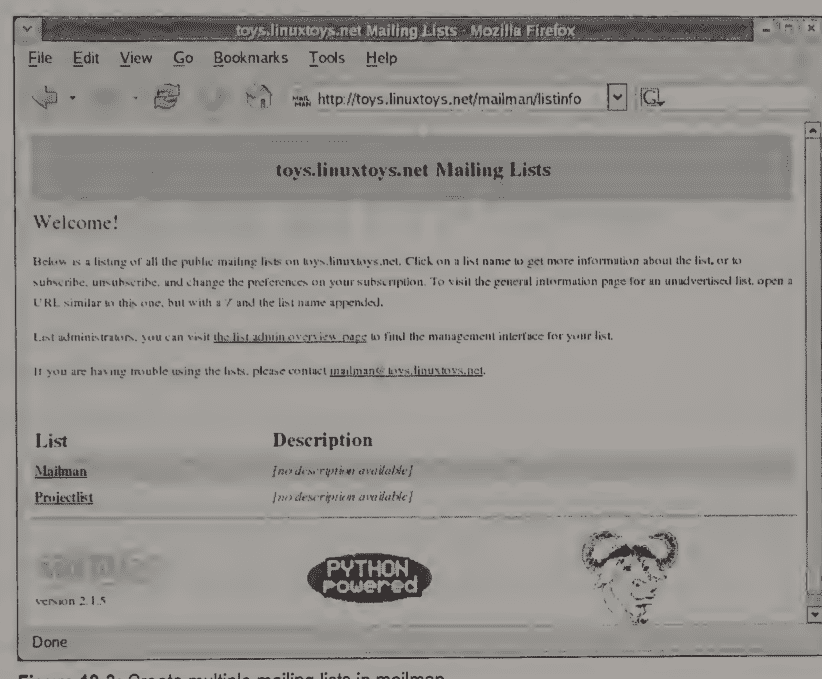 toys.linuxtoys.net Mailing Lists - Mozilla Firefox
File Edit View Go Bookmarks Tools Help
MAIL MAN http://toys.linuxtoys.net/mailman/listinfo G
toys.linuxtoys.net Mailing Lists
Welcome!
Below is a listing of all the public mailing lists on toys.linuxtoys.net. Click on a list name to get more information about the list, or to
subscribe, unsubscribe, and change the preferences on your subscription. To visit the general information page for an unadvertised list, open a
URL similar to this one, but with a '/' and the list name appended.
List administrators, you can visit the list admin overview page to find the management interface for your list.
If you are having trouble using the lists, please contact mailman@toys.linuxtoys.net.
List Description
Mailman [no description available]
Projectlist [no description available]
PYTHON
Powered
version 2.1.5
Done
Create multiple mailing lists in mailman